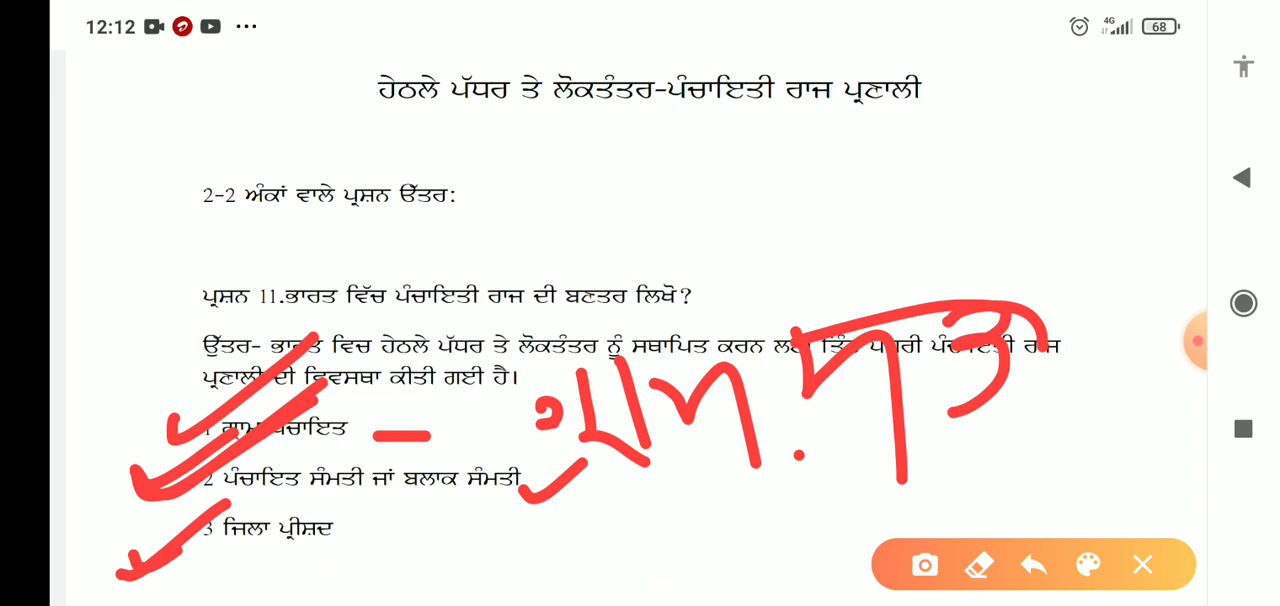 12:12
4G
68
ਹੇਠਲੇ ਪੱਧਰ ਤੇ ਲੋਕਤੰਤਰ-ਪੰਚਾਇਤੀ ਰਾਜ ਪ੍ਰਣਾਲੀ
2-2 ਅੰਕਾਂ ਵਾਲੇ ਪ੍ਰਸ਼ਨ ਉੱਤਰ:
ਪ੍ਰਸ਼ਨ 11.ਭਾਰਤ ਵਿੱਚ ਪੰਚਾਇਤੀ ਰਾਜ ਦੀ ਬਣਤਰ ਲਿਖੋ?
ਉੱਤਰ- ਭਾਰਤ ਵਿਚ ਹੇਠਲੇ ਪੱਧਰ ਤੇ ਲੋਕਤੰਤਰ ਨੂੰ ਸਥਾਪਿਤ ਕਰਨ ਲਈ ਤਿੰਨ ਪੱਧਰੀ ਪੰਚਾਇਤੀ ਰਾਜ
ਪ੍ਰਣਾਲੀ ਦੀ ਵਿਵਸਥਾ ਕੀਤੀ ਗਈ ਹੈ।
1 ਗ੍ਰਾਮ ਪੰਚਾਇਤ
2 ਪੰਚਾਇਤ ਸੰਮਤੀ ਜਾਂ ਬਲਾਕ ਸੰਮਤੀ
3 ਜਿਲਾ ਪ੍ਰੀਸ਼ਦ